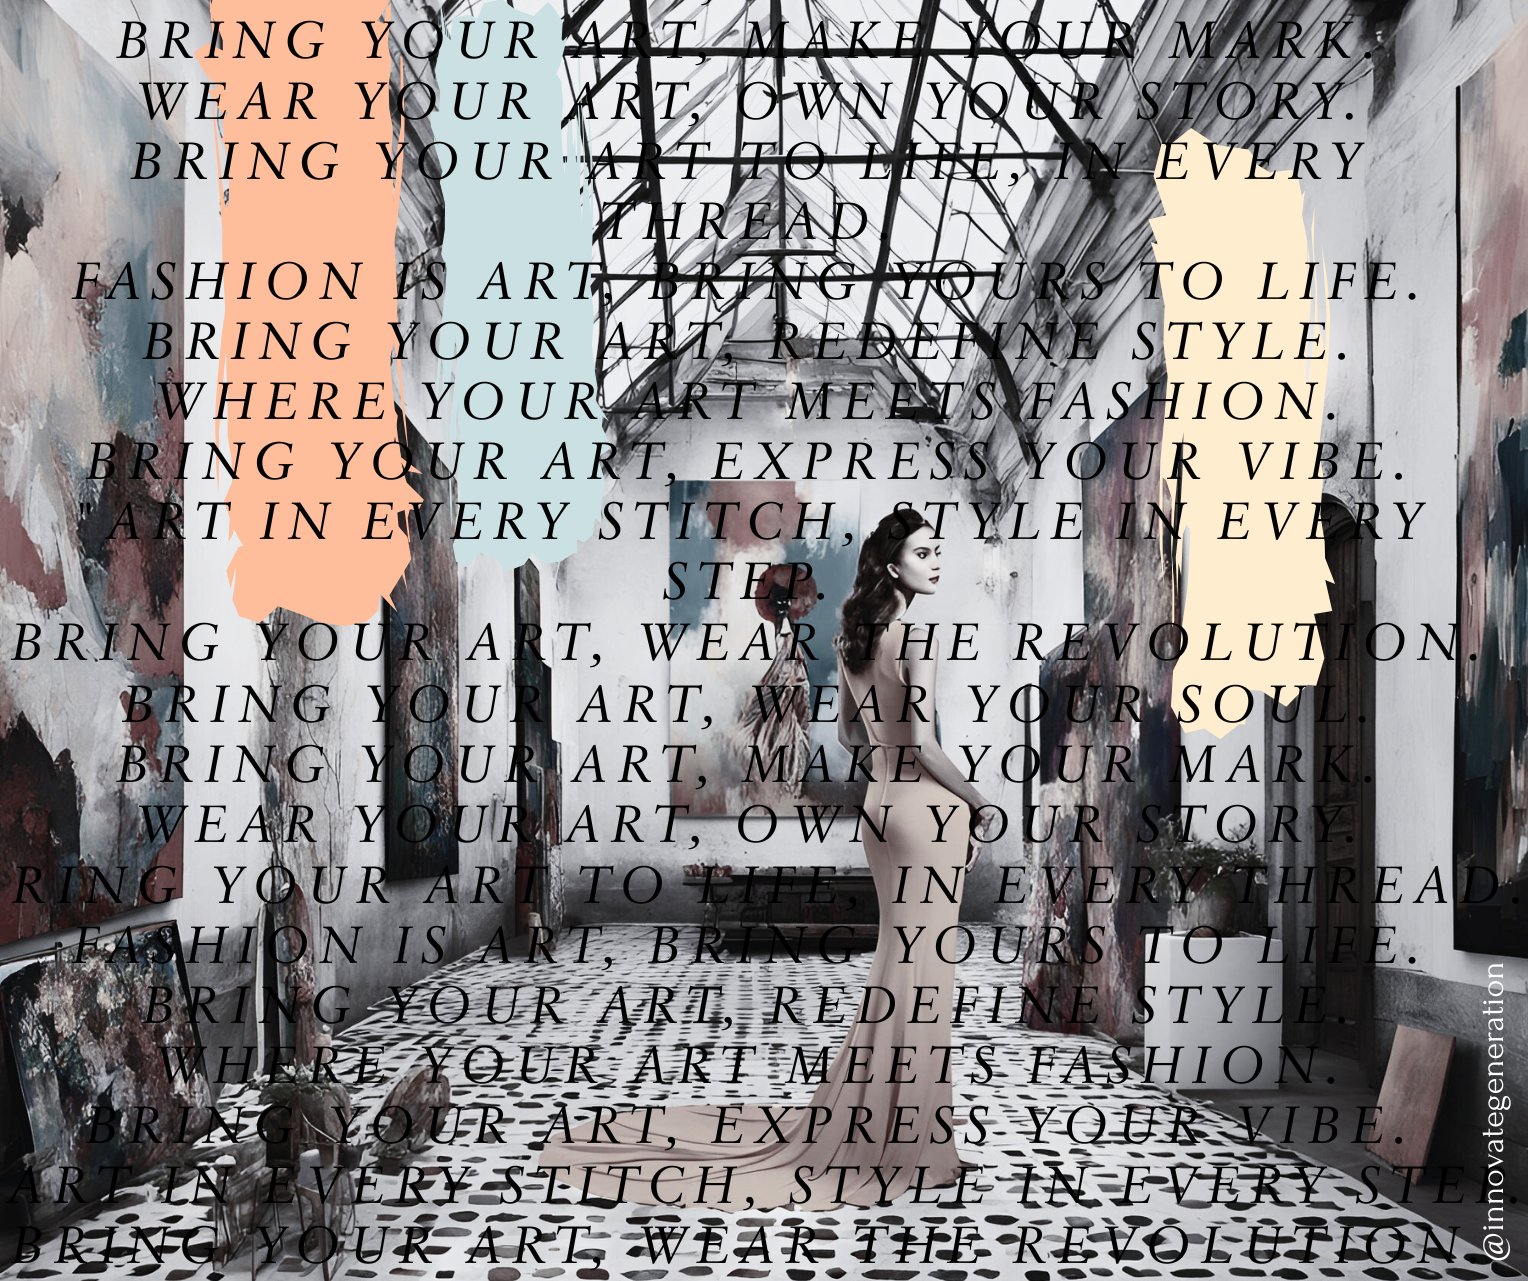 BRING YOUR ART, MAKE YOUR MARK.
WEAR YOUR ART, OWN YOUR STORY.
BRING YOUR ART TO LIFE, IN EVERY
THREAD.
FASHION IS ART, BRING YOURS TO LIFE.
BRING YOUR ART, REDEFINE STYLE.
WHERE YOUR ART MEETS FASHION.
BRING YOUR ART, EXPRESS YOUR VIBE.
"ART IN EVERY STITCH, STYLE IN EVERY
STEP.
BRING YOUR ART, WEAR THE REVOLUTION.
BRING YOUR ART, WEAR YOUR SOUL.
BRING YOUR ART, MAKE YOUR MARK.
WEAR YOUR ART, OWN YOUR STORY.
RING YOUR ART TO LIFE, IN EVERY THREAD.
FASHION IS ART, BRING YOURS TO LIFE.
BRING YOUR ART, REDEFINE STYLE.
WHERE YOUR ART MEETS FASHION.
BRING YOUR ART, EXPRESS YOUR VIBE.
ART IN EVERY STITCH, STYLE IN EVERY STEP.
BRING YOUR ART, WEAR THE REVOLUTION.
@innovategeneration